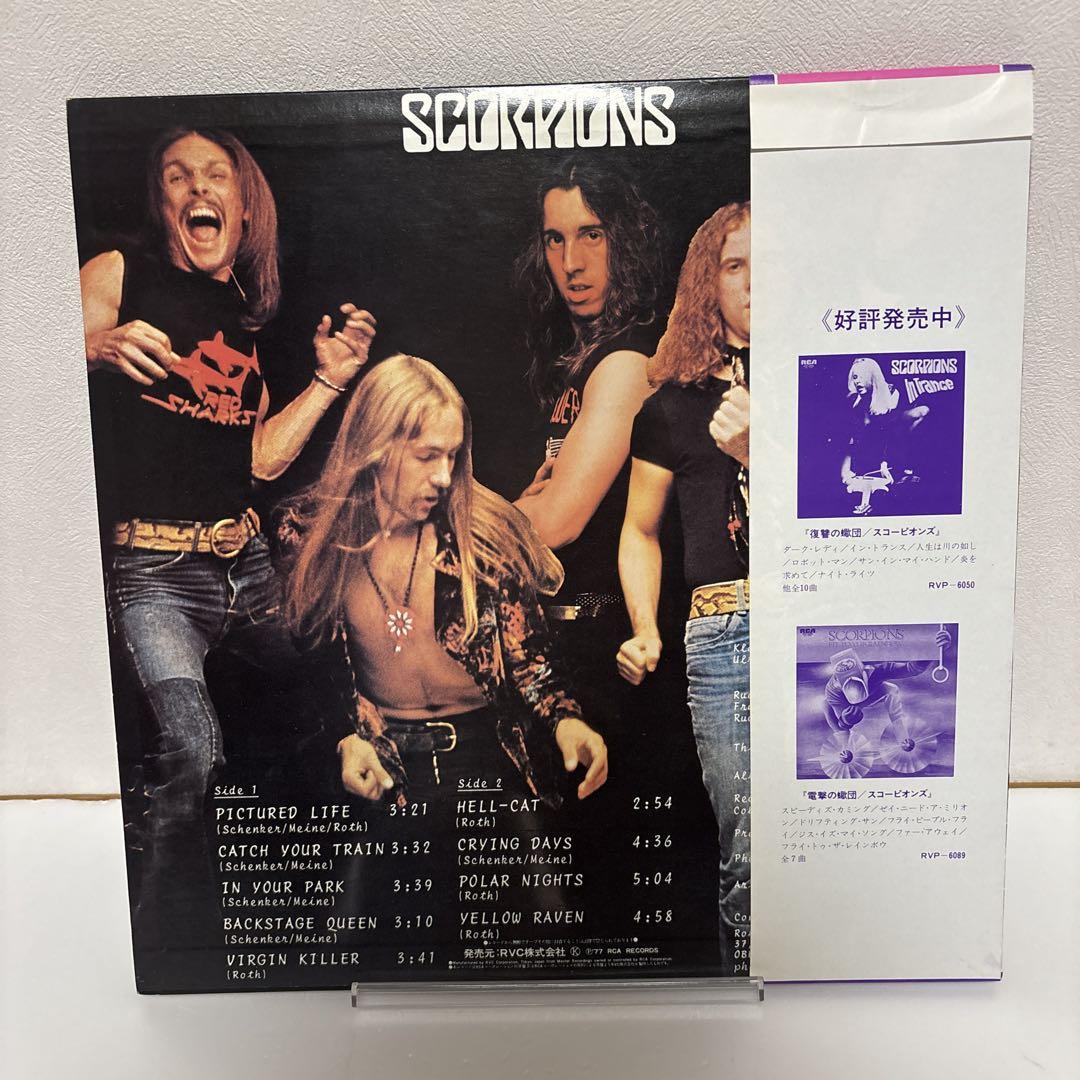 SCORPIONS
RED
SHARKS
Side 1
PICTURED LIFE 3:21
(Schenker/Meine/Roth)
CATCH YOUR TRAIN 3:32
(Schenker/Meine)
IN YOUR PARK 3:39
(Schenker/Meine)
BACKSTAGE QUEEN 3:10
(Schenker/Meine)
VIRGIN KILLER 3:41
(Roth)
Side 2
HELL-CAT 2:54
(Roth)
CRYING DAYS 4:36
(Schenker/Meine)
POLAR NIGHTS 5:04
(Roth)
YELLOW RAVEN 4:58
(Roth)
発売元:RVC株式会社 Ⓚ Ⓟ'77 RCA RECORDS
《好評発売中》
RCA
SCORPIONS
In Trance
『復讐の蠍団/スコーピオンズ』
ダーク・レディ/イン・トランス/人生は川の如し
/ロボット・マン/サン・イン・マイ・ハンド/炎を
求めて/ナイト・ライツ
他全10曲 RVP-6050
RCA
SCORPIONS
『電撃の蠍団/スコーピオンズ』
スピーディズ・カミング/ゼイ・ニード・ア・ミリオ
ン/ドリフティング・サン/フライ・ピープル・フラ
イ/ジス・イズ・マイ・ソング/ファー・アウェイ/
フライ・トゥ・ザ・レインボウ
全7曲 RVP-6089